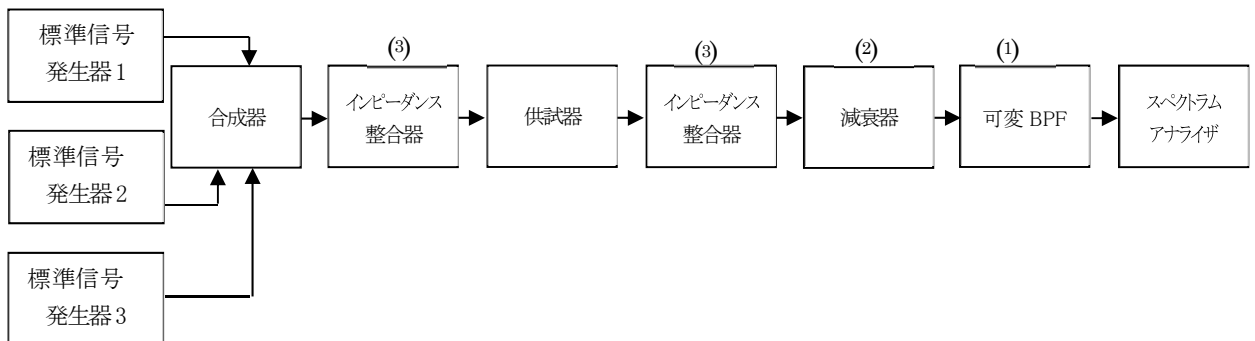 標準信号
発生器1
標準信号
発生器2
標準信号
発生器3
合成器
(3)
インピーダンス
整合器
供試器
(3)
インピーダンス
整合器
(2)
減衰器
(1)
可変 BPF
スペクトラム
アナライザ